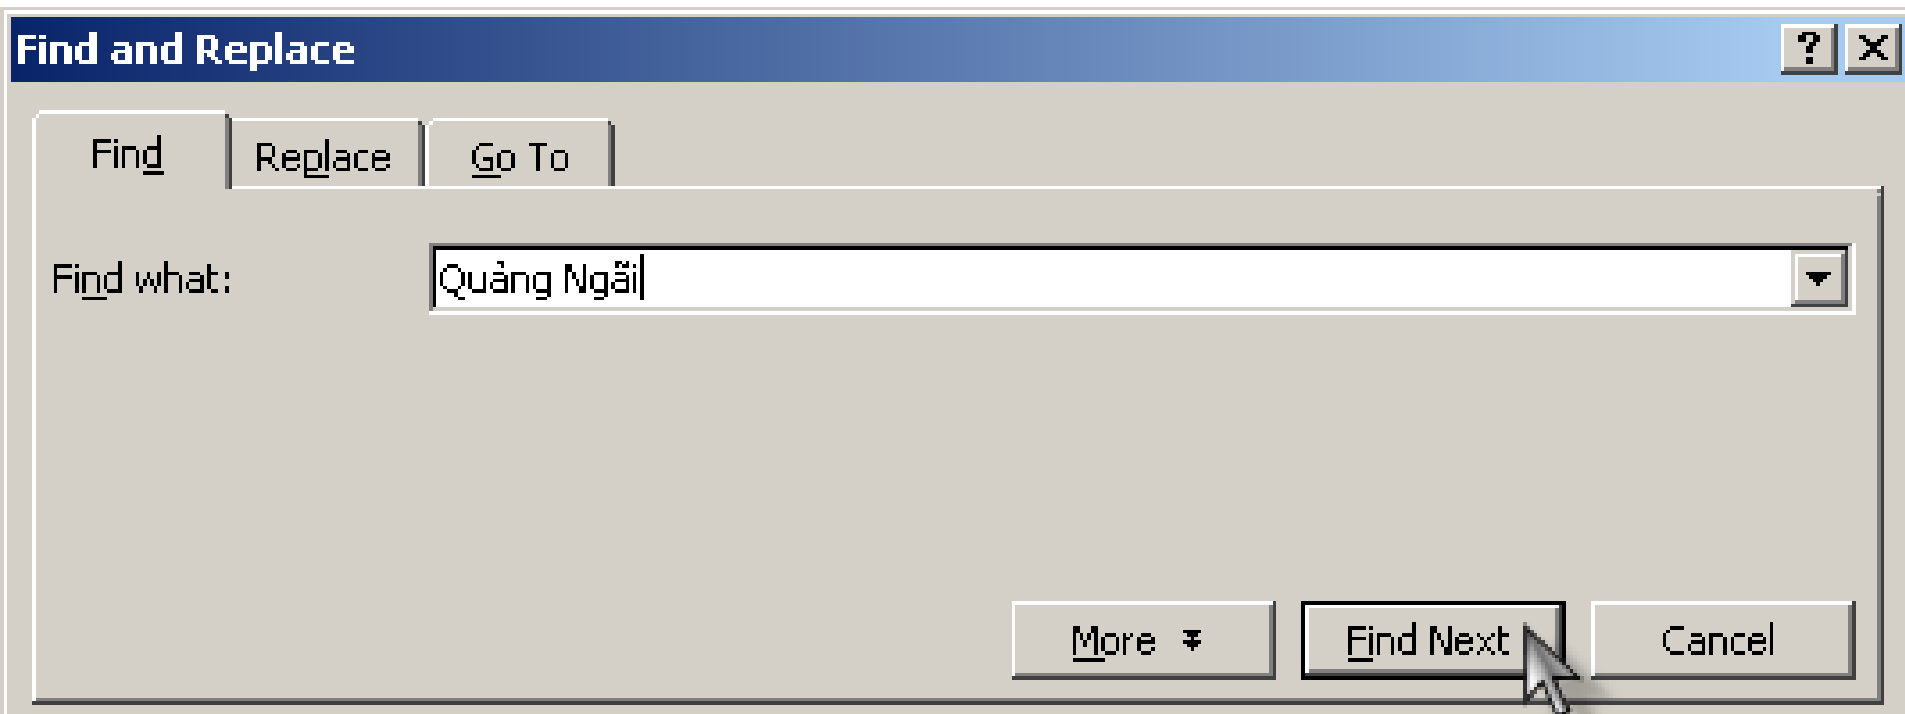 Find and Replace
Find Replace Go To
Find what: Quảng Ngãi
More Find Next Cancel